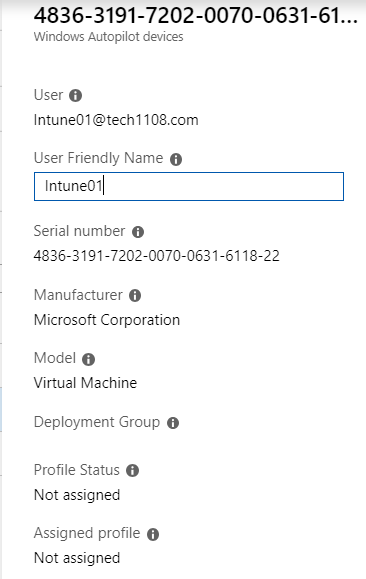 4836-3191-7202-0070-0631-61...
Windows Autopilot devices
User
Intune01@tech1108.com
User Friendly Name
Intune01
Serial number
4836-3191-7202-0070-0631-6118-22
Manufacturer
Microsoft Corporation
Model
Virtual Machine
Deployment Group
Profile Status
Not assigned
Assigned profile
Not assigned